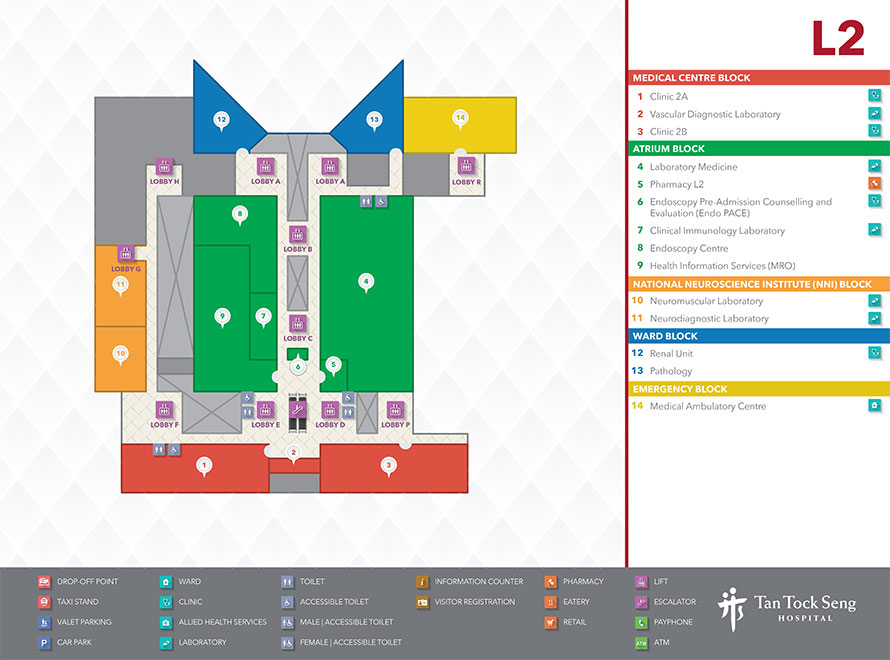 L2
MEDICAL CENTRE BLOCK
1 Clinic 2A
2 Vascular Diagnostic Laboratory
3 Clinic 2B
ATRIUM BLOCK
4 Laboratory Medicine
5 Pharmacy L2
6 Endoscopy Pre-Admission Counselling and
Evaluation (Endo PACE)
7 Clinical Immunology Laboratory
8 Endoscopy Centre
9 Health Information Services (MRO)
NATIONAL NEUROSCIENCE INSTITUTE (NNI) BLOCK
10 Neuromuscular Laboratory
11 Neurodiagnostic Laboratory
WARD BLOCK
12 Renal Unit
13 Pathology
EMERGENCY BLOCK
14 Medical Ambulatory Centre
12
13
14
LOBBY H
LOBBY A
LOBBY A
LOBBY R
8
LOBBY B
LOBBY G
11
4
9
7
LOBBY C
10
6
5
LOBBY F
LOBBY E
LOBBY D
LOBBY P
1
2
3
DROP-OFF POINT
TAXI STAND
VALET PARKING
P CAR PARK
WARD
CLINIC
ALLIED HEALTH SERVICES
LABORATORY
TOILET
ACCESSIBLE TOILET
MALE | ACCESSIBLE TOILET
FEMALE | ACCESSIBLE TOILET
i INFORMATION COUNTER
VISITOR REGISTRATION
PHARMACY
EATERY
RETAIL
LIFT
ESCALATOR
PAYPHONE
ATM ATM
Tan Tock Seng
HOSPITAL